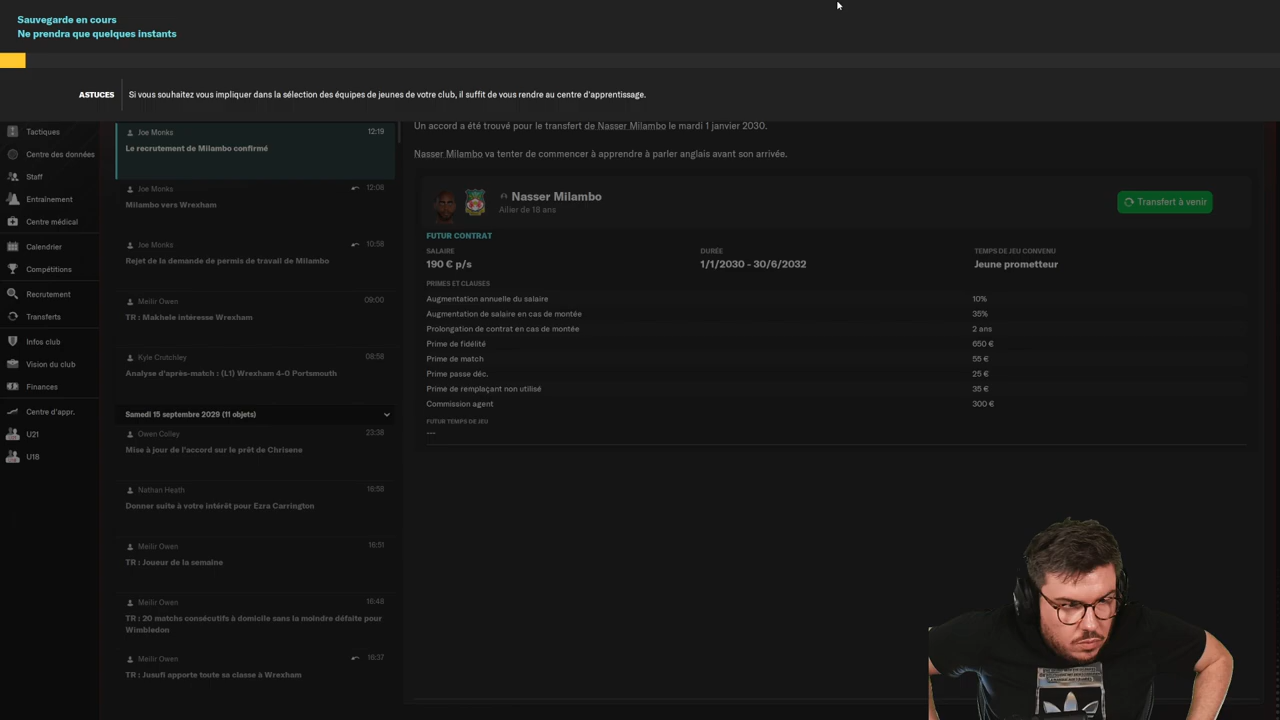 Sauvegarde en cours
Ne prendra que quelques instants
ASTUCES
Si vous souhaitez vous impliquer dans la sélection des équipes de jeunes de votre club, il suffit de vous rendre au centre d'apprentissage.
Tactiques
Centre des données
Staff
Entraînement
Centre médical
Calendrier
Compétitions
Recrutement
Transferts
Infos club
Vision du club
Finances
Centre d'appr.
U21
U18
Joe Monks 12:19
Le recrutement de Milambo confirmé
Joe Monks 12:08
Milambo vers Wrexham
Joe Monks 10:58
Rejet de la demande de permis de travail de Milambo
Meilir Owen 09:00
TR : Makhele intéresse Wrexham
Kyle Crutchley 08:58
Analyse d'après-match : (L1) Wrexham 4-0 Portsmouth
Samedi 15 septembre 2029 (11 objets)
Owen Colley 23:38
Mise à jour de l'accord sur le prêt de Chrisene
Nathan Heath 18:58
Donner suite à votre intérêt pour Ezra Carrington
Meilir Owen 16:51
TR : Joueur de la semaine
Meilir Owen 16:48
TR : 20 matchs consécutifs à domicile sans la moindre défaite pour
Wimbledon
Meilir Owen 16:37
TR : Jusufi apporte toute sa classe à Wrexham
Un accord a été trouvé pour le transfert de Nasser Milambo le mardi 1 janvier 2030.
Nasser Milambo va tenter de commencer à apprendre à parler anglais avant son arrivée.
Nasser Milambo
Ailier de 18 ans
Transfert à venir
FUTUR CONTRAT
SALAIRE DURÉE TEMPS DE JEU CONVENU
190 € p/s 1/1/2030 - 30/6/2032 Jeune prometteur
PRIMES ET CLAUSES
Augmentation annuelle du salaire 10%
Augmentation de salaire en cas de montée 35%
Prolongation de contrat en cas de montée 2 ans
Prime de fidélité 650 €
Prime de match 55 €
Prime passe déc. 25 €
Prime de remplaçant non utilisé 35 €
Commission agent 300 €
FUTUR TEMPS DE JEU
---